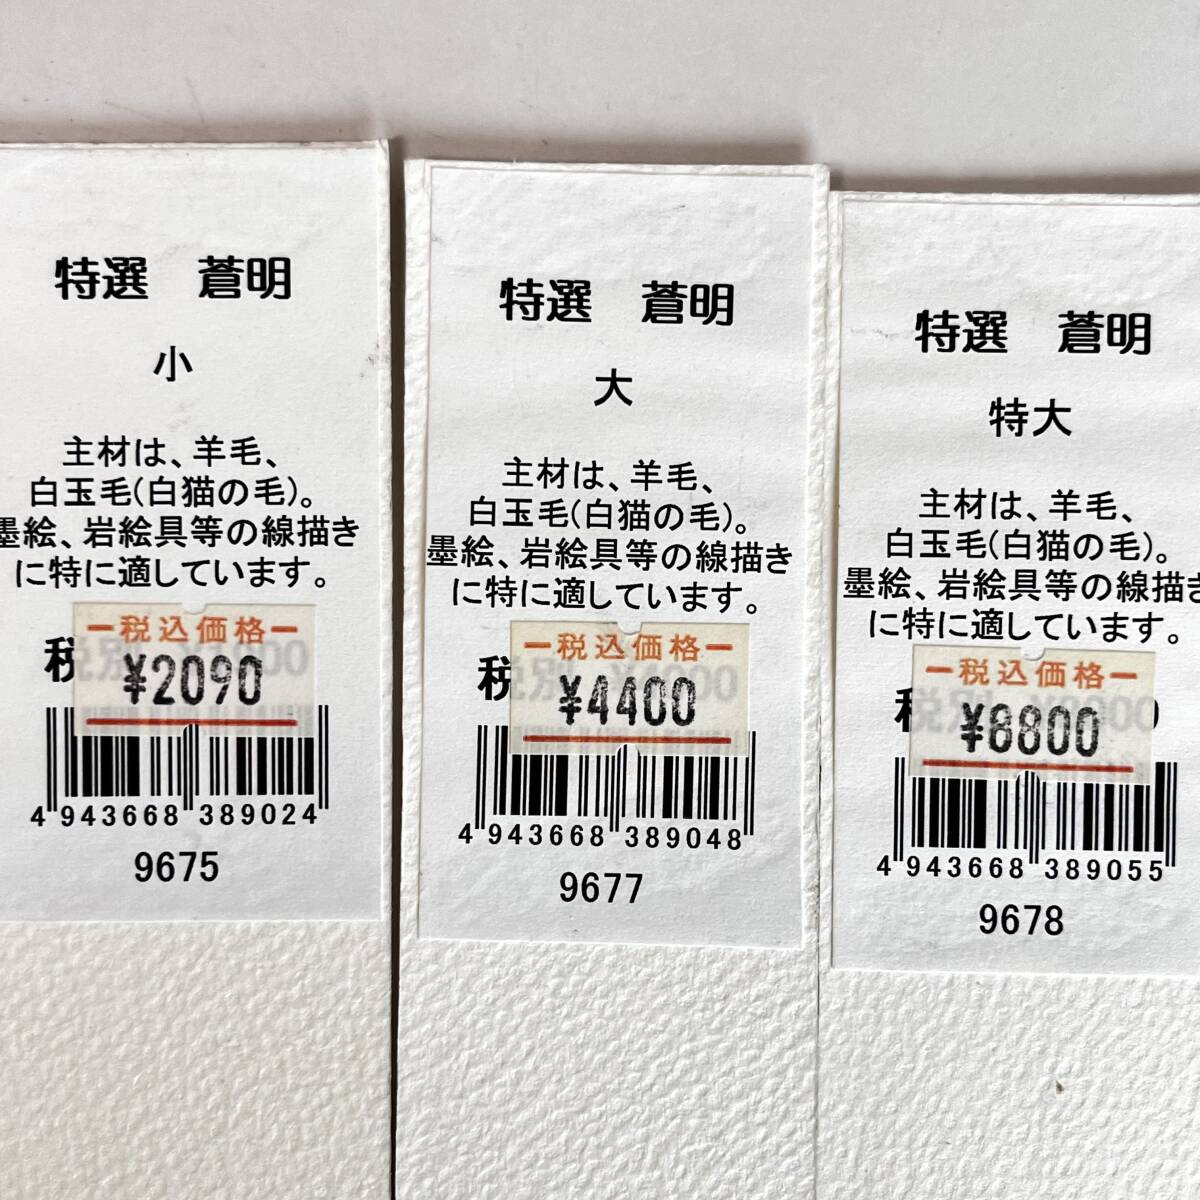 特選　蒼明
小
主材は、羊毛、
白玉毛(白猫の毛)。
墨絵、岩絵具等の線描き
に特に適しています。
税込価格
¥2090
4 943668 389024
9675
特選　蒼明
大
主材は、羊毛、
白玉毛(白猫の毛)。
墨絵、岩絵具等の線描き
に特に適しています。
税込価格
¥4400
4 943668 389048
9677
特選　蒼明
特大
主材は、羊毛、
白玉毛(白猫の毛)。
墨絵、岩絵具等の線描き
に特に適しています。
税込価格
¥8800
4 943668 389055
9678